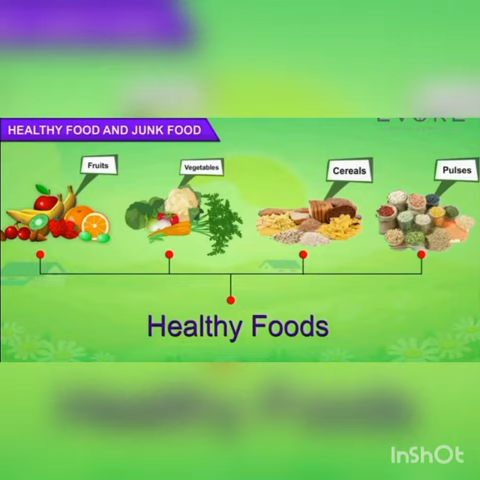 HEALTHY FOOD AND JUNK FOOD
Fruits
Vegetables
Cereals
Pulses
Healthy Foods
InShOt